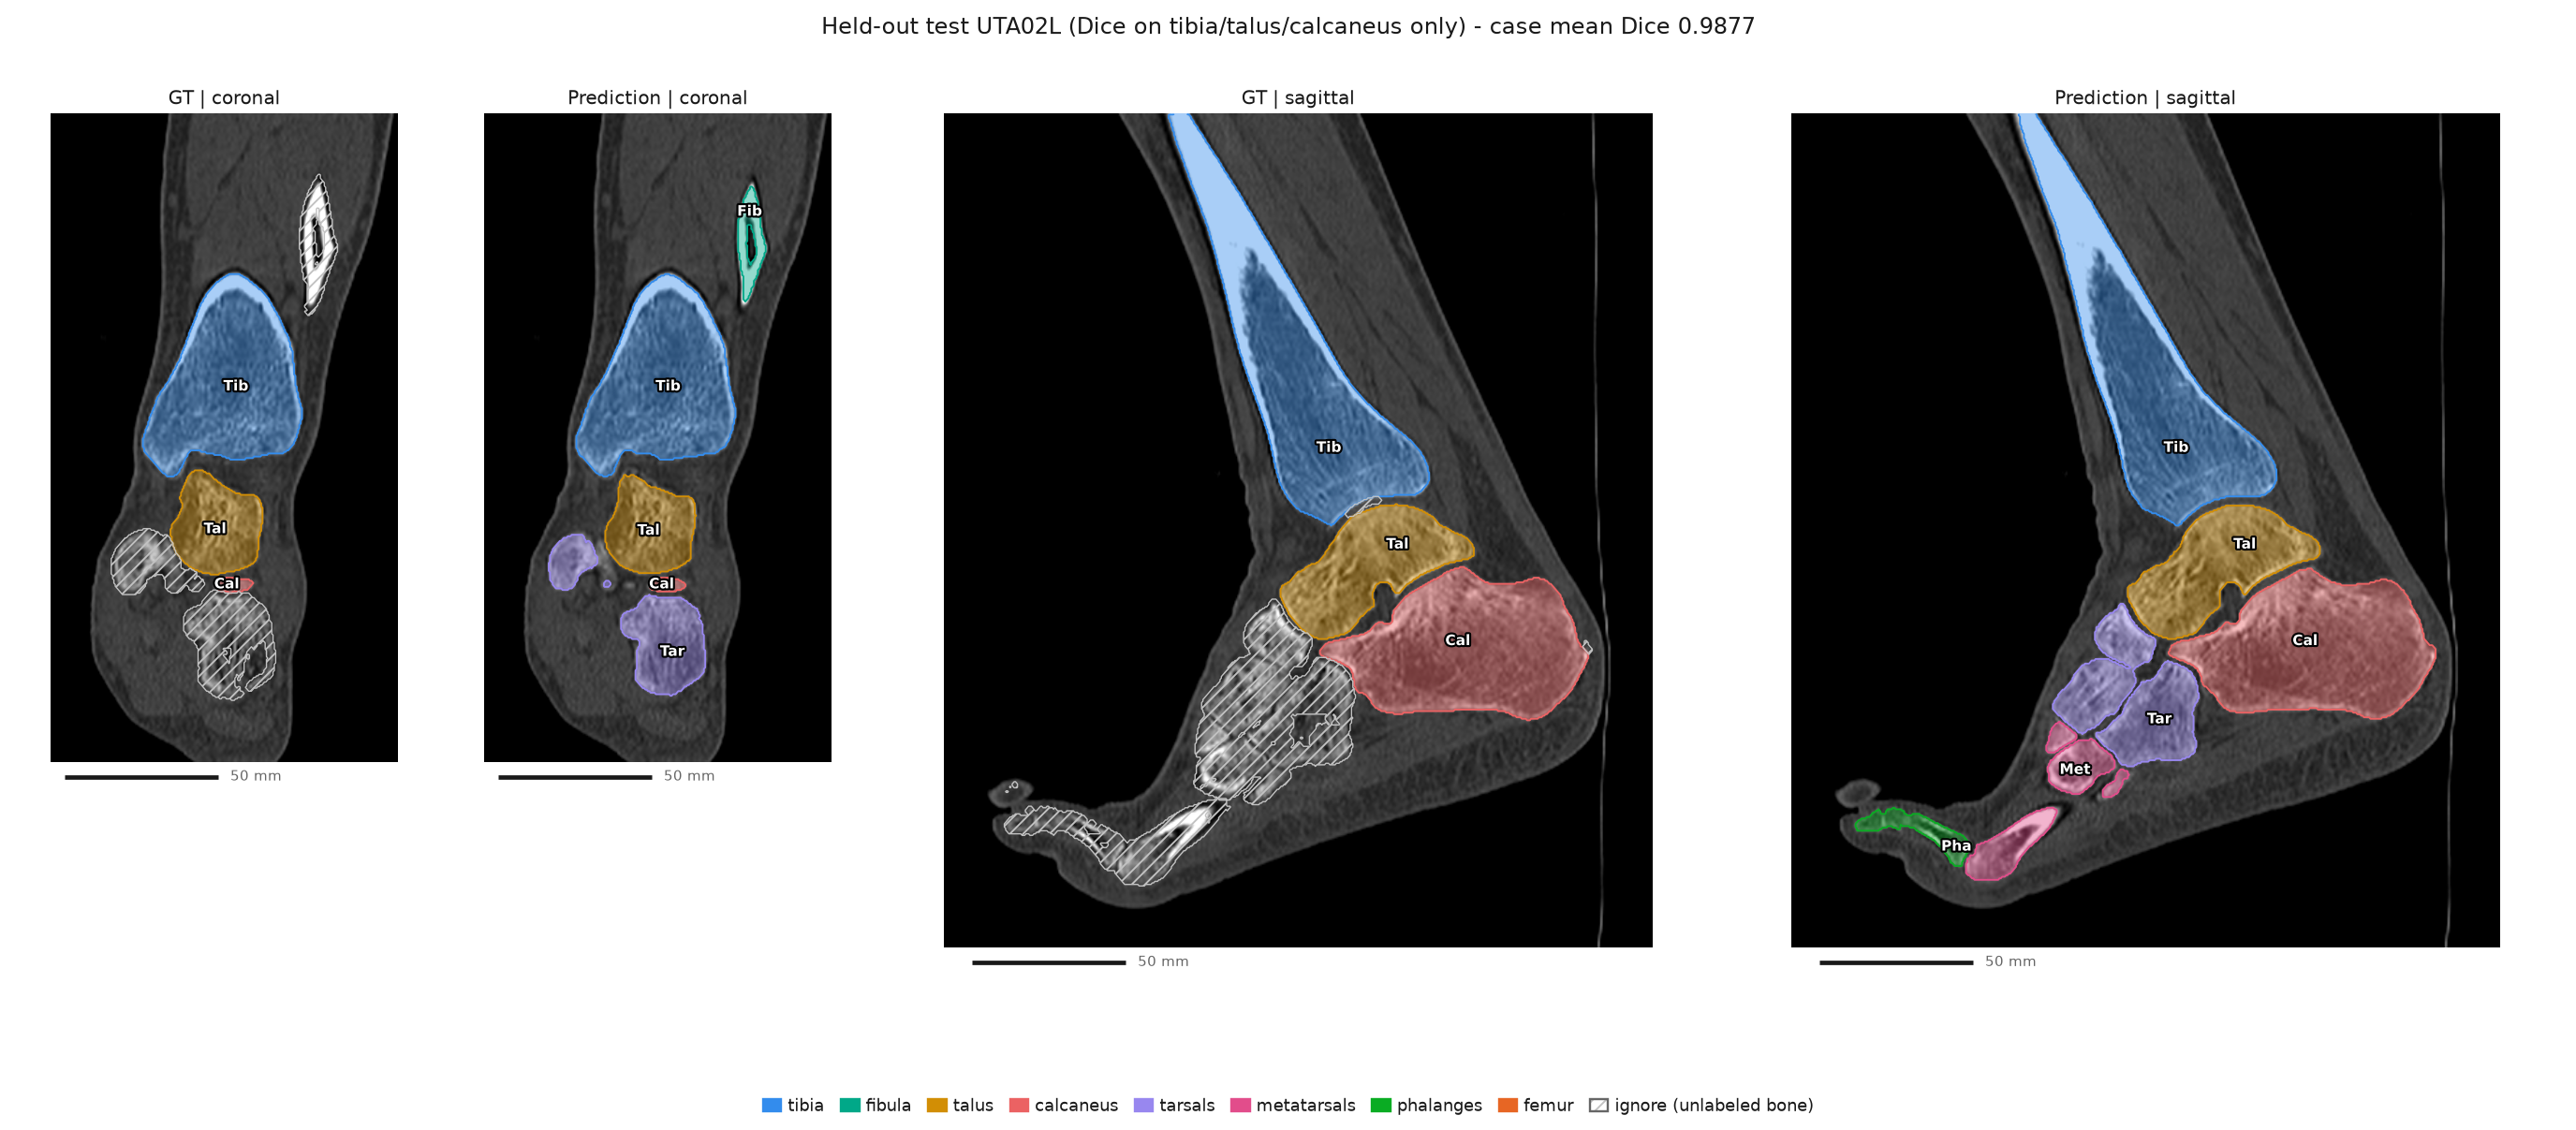 Held-out test UTA02L (Dice on tibia/talus/calcaneus only) - case mean Dice 0.9877
GT | coronal
Tib
Tal
Cal
50 mm
Prediction | coronal
Fib
Tib
Tal
Cal
Tar
50 mm
GT | sagittal
Tib
Tal
Cal
50 mm
Prediction | sagittal
Tib
Tal
Cal
Tar
Met
Pha
50 mm
tibia fibula talus calcaneus tarsals metatarsals phalanges femur ignore (unlabeled bone)